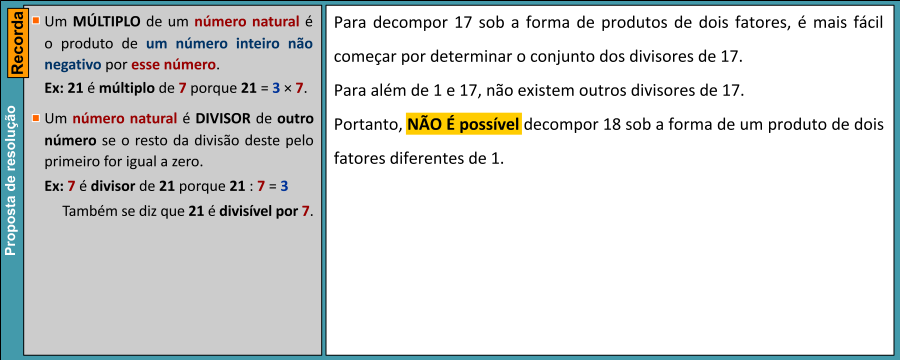 Recorda
Proposta de resolução
Um MÚLTIPLO de um número natural é
o produto de um número inteiro não
negativo por esse número.
Ex: 21 é múltiplo de 7 porque 21 = 3 × 7.
Um número natural é DIVISOR de outro
número se o resto da divisão deste pelo
primeiro for igual a zero.
Ex: 7 é divisor de 21 porque 21 : 7 = 3
Também se diz que 21 é divisível por 7.
Para decompor 17 sob a forma de produtos de dois fatores, é mais fácil
começar por determinar o conjunto dos divisores de 17.
Para além de 1 e 17, não existem outros divisores de 17.
Portanto, NÃO É possível decompor 18 sob a forma de um produto de dois
fatores diferentes de 1.